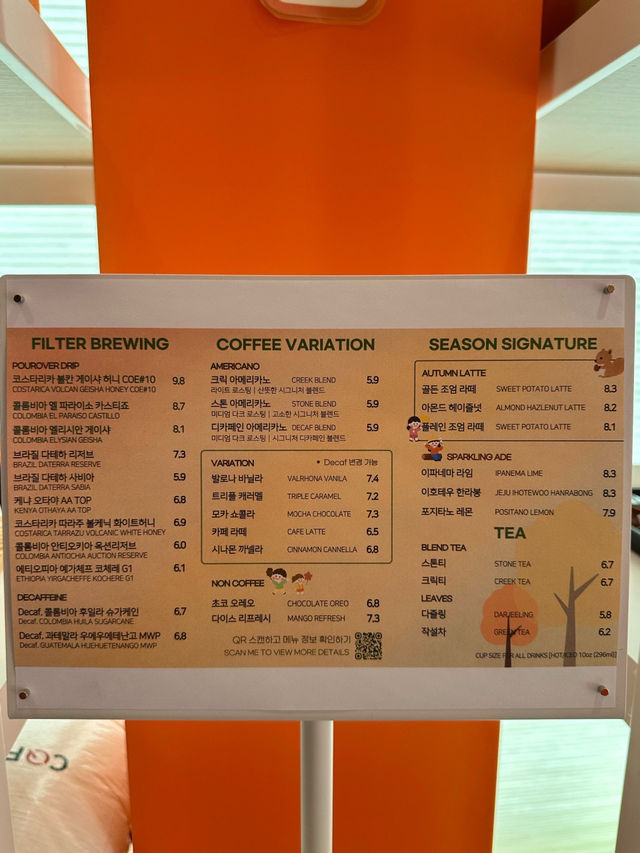 FILTER BREWING
POUROVER DRIP
코스타리카 볼칸 게이샤 허니 COE#10 9.8
COSTARICA VOLCAN GEISHA HONEY COE#10
콜롬비아 엘 파라이소 카스티죠 8.7
COLOMBIA EL PARAISO CASTILLO
콜롬비아 엘리시안 게이샤 8.1
COLOMBIA ELYSIAN GEISHA
브라질 다테하 리저브 7.3
BRAZIL DATERRA RESERVE
브라질 다테하 사비아 5.9
BRAZIL DATERRA SABIA
케냐 오타야 AA TOP 6.8
KENYA OTHAYA AA TOP
코스타리카 따라주 볼케닉 화이트허니 6.9
COSTARICA TARRAZU VOLCANIC WHITE HONEY
콜롬비아 안티오키아 옥션리저브 6.0
COLOMBIA ANTIOCHIA AUCTION RESERVE
에티오피아 예가체프 코체레 G1 6.1
ETHIOPIA YIRGACHEFFE KOCHERE G1
DECAFFEINE
Decaf. 콜롬비아 후일라 슈가케인 6.7
Decaf. COLOMBIA HUILA SUGARCANE
Decaf. 과테말라 우에우에테난고 MWP 6.8
Decaf. GUATEMALA HUEHUETENANGO MWP
COFFEE VARIATION
AMERICANO
크릭 아메리카노 CREEK BLEND 5.9
라이트 로스팅 | 산뜻한 시그니처 블렌드
스톤 아메리카노 STONE BLEND 5.9
미디엄 다크 로스팅 | 고소한 시그니처 블렌드
디카페인 아메리카노 DECAF BLEND 5.9
미디엄 다크 로스팅 | 시그니처 디카페인 블렌드
VARIATION • Decaf 변경 가능
발로나 바닐라 VALRHONA VANILA 7.4
트리플 캐러멜 TRIPLE CARAMEL 7.2
모카 쇼콜라 MOCHA CHOCOLATE 7.3
카페 라떼 CAFE LATTE 6.5
시나몬 까넬라 CINNAMON CANNELLA 6.8
NON COFFEE
초코 오레오 CHOCOLATE OREO 6.8
다이스 리프레시 MANGO REFRESH 7.3
QR 스캔하고 메뉴 정보 확인하기
SCAN ME TO VIEW MORE DETAILS
SEASON SIGNATURE
AUTUMN LATTE
골든 조엄 라떼 SWEET POTATO LATTE 8.3
아몬드 헤이즐넛 ALMOND HAZLENUT LATTE 8.2
플레인 조엄 라떼 SWEET POTATO LATTE 8.1
SPARKLING ADE
이파네마 라임 IPANEMA LIME 8.3
이호테우 한라봉 JEJU IHOTEWOO HANRABONG 8.3
포지타노 레몬 POSITANO LEMON 7.9
TEA
BLEND TEA
스톤티 STONE TEA 6.7
크릭티 CREEK TEA 6.7
LEAVES
다즐링 DARJEELING 5.8
작설차 GREEN TEA 6.2
CUP SIZE FOR ALL DRINKS [HOT/ICED 10oz (296ml)]